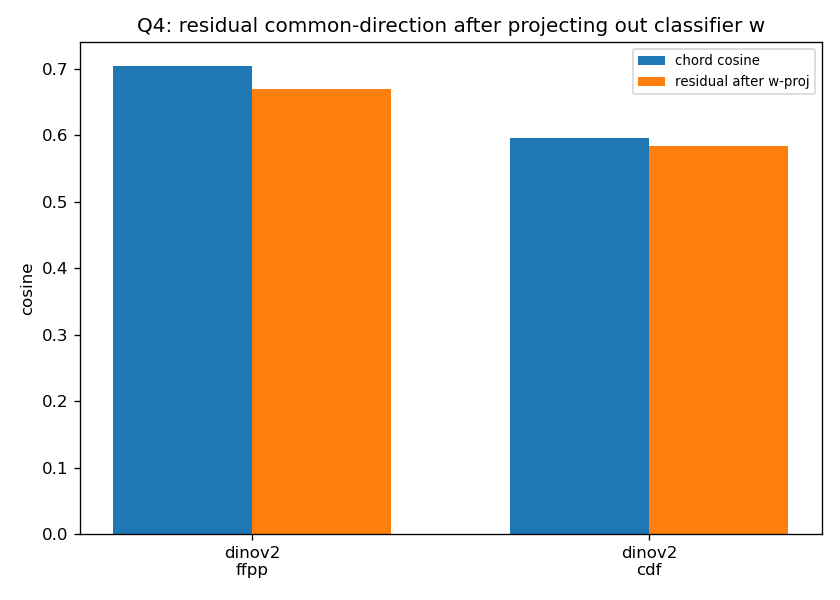 Q4: residual common-direction after projecting out classifier w
chord cosine
residual after w-proj
cosine
0.7
0.6
0.5
0.4
0.3
0.2
0.1
0.0
dinov2
ffpp
dinov2
cdf